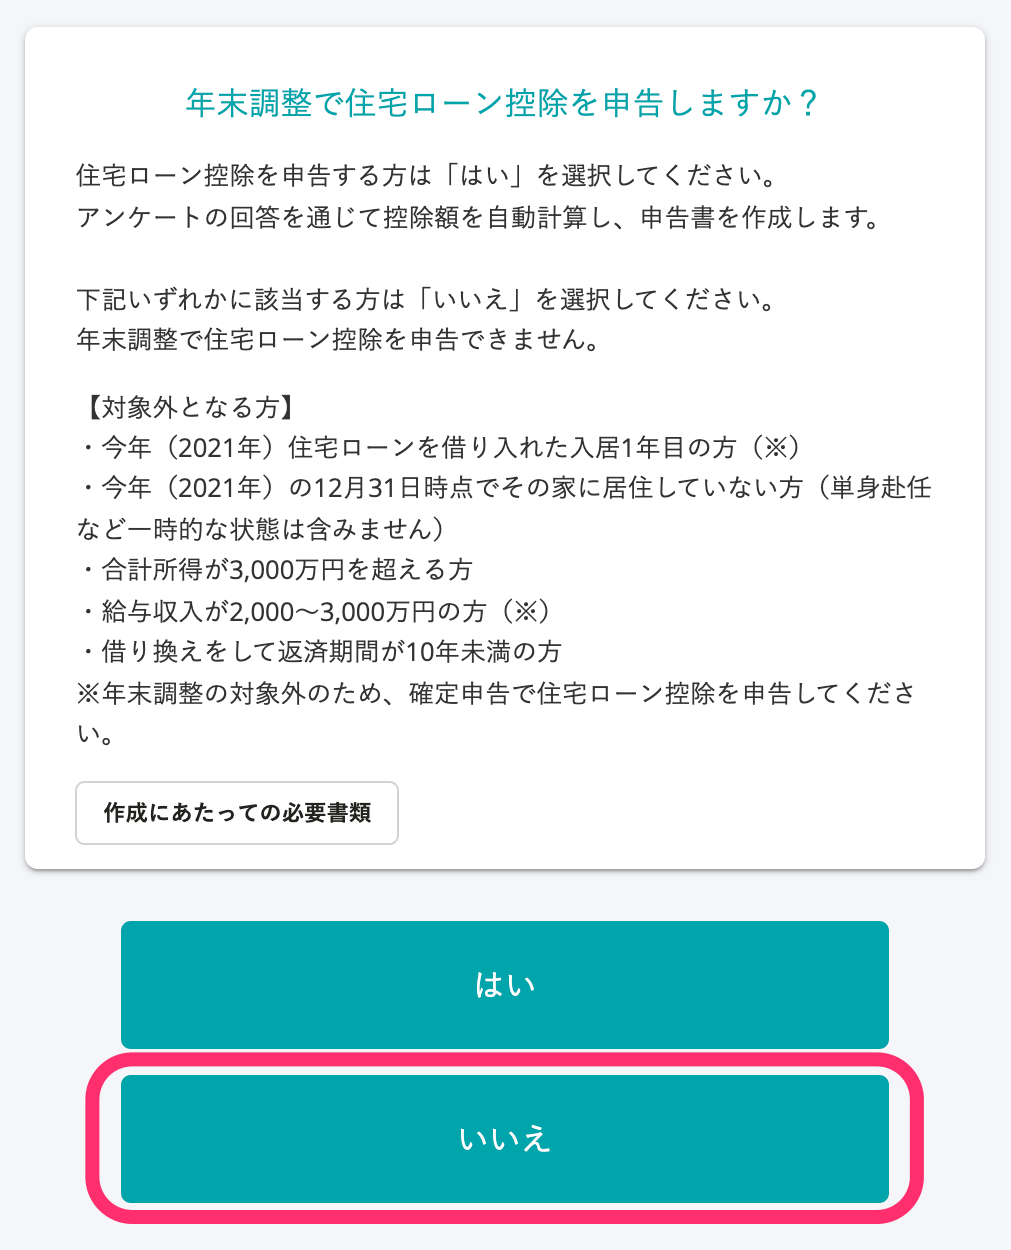 年末調整で住宅ローン控除を申告しますか？
住宅ローン控除を申告する方は「はい」を選択してください。
アンケートの回答を通じて控除額を自動計算し、申告書を作成します。
下記いずれかに該当する方は「いいえ」を選択してください。
年末調整で住宅ローン控除を申告できません。
【対象外となる方】
・今年（2021年）住宅ローンを借り入れた入居1年目の方（※）
・今年（2021年）の12月31日時点でその家に居住していない方（単身赴任
など一時的な状態は含みません）
・合計所得が3,000万円を超える方
・給与収入が2,000〜3,000万円の方（※）
・借り換えをして返済期間が10年未満の方
※年末調整の対象外のため、確定申告で住宅ローン控除を申告してくださ
い。
作成にあたっての必要書類
はい
いいえ